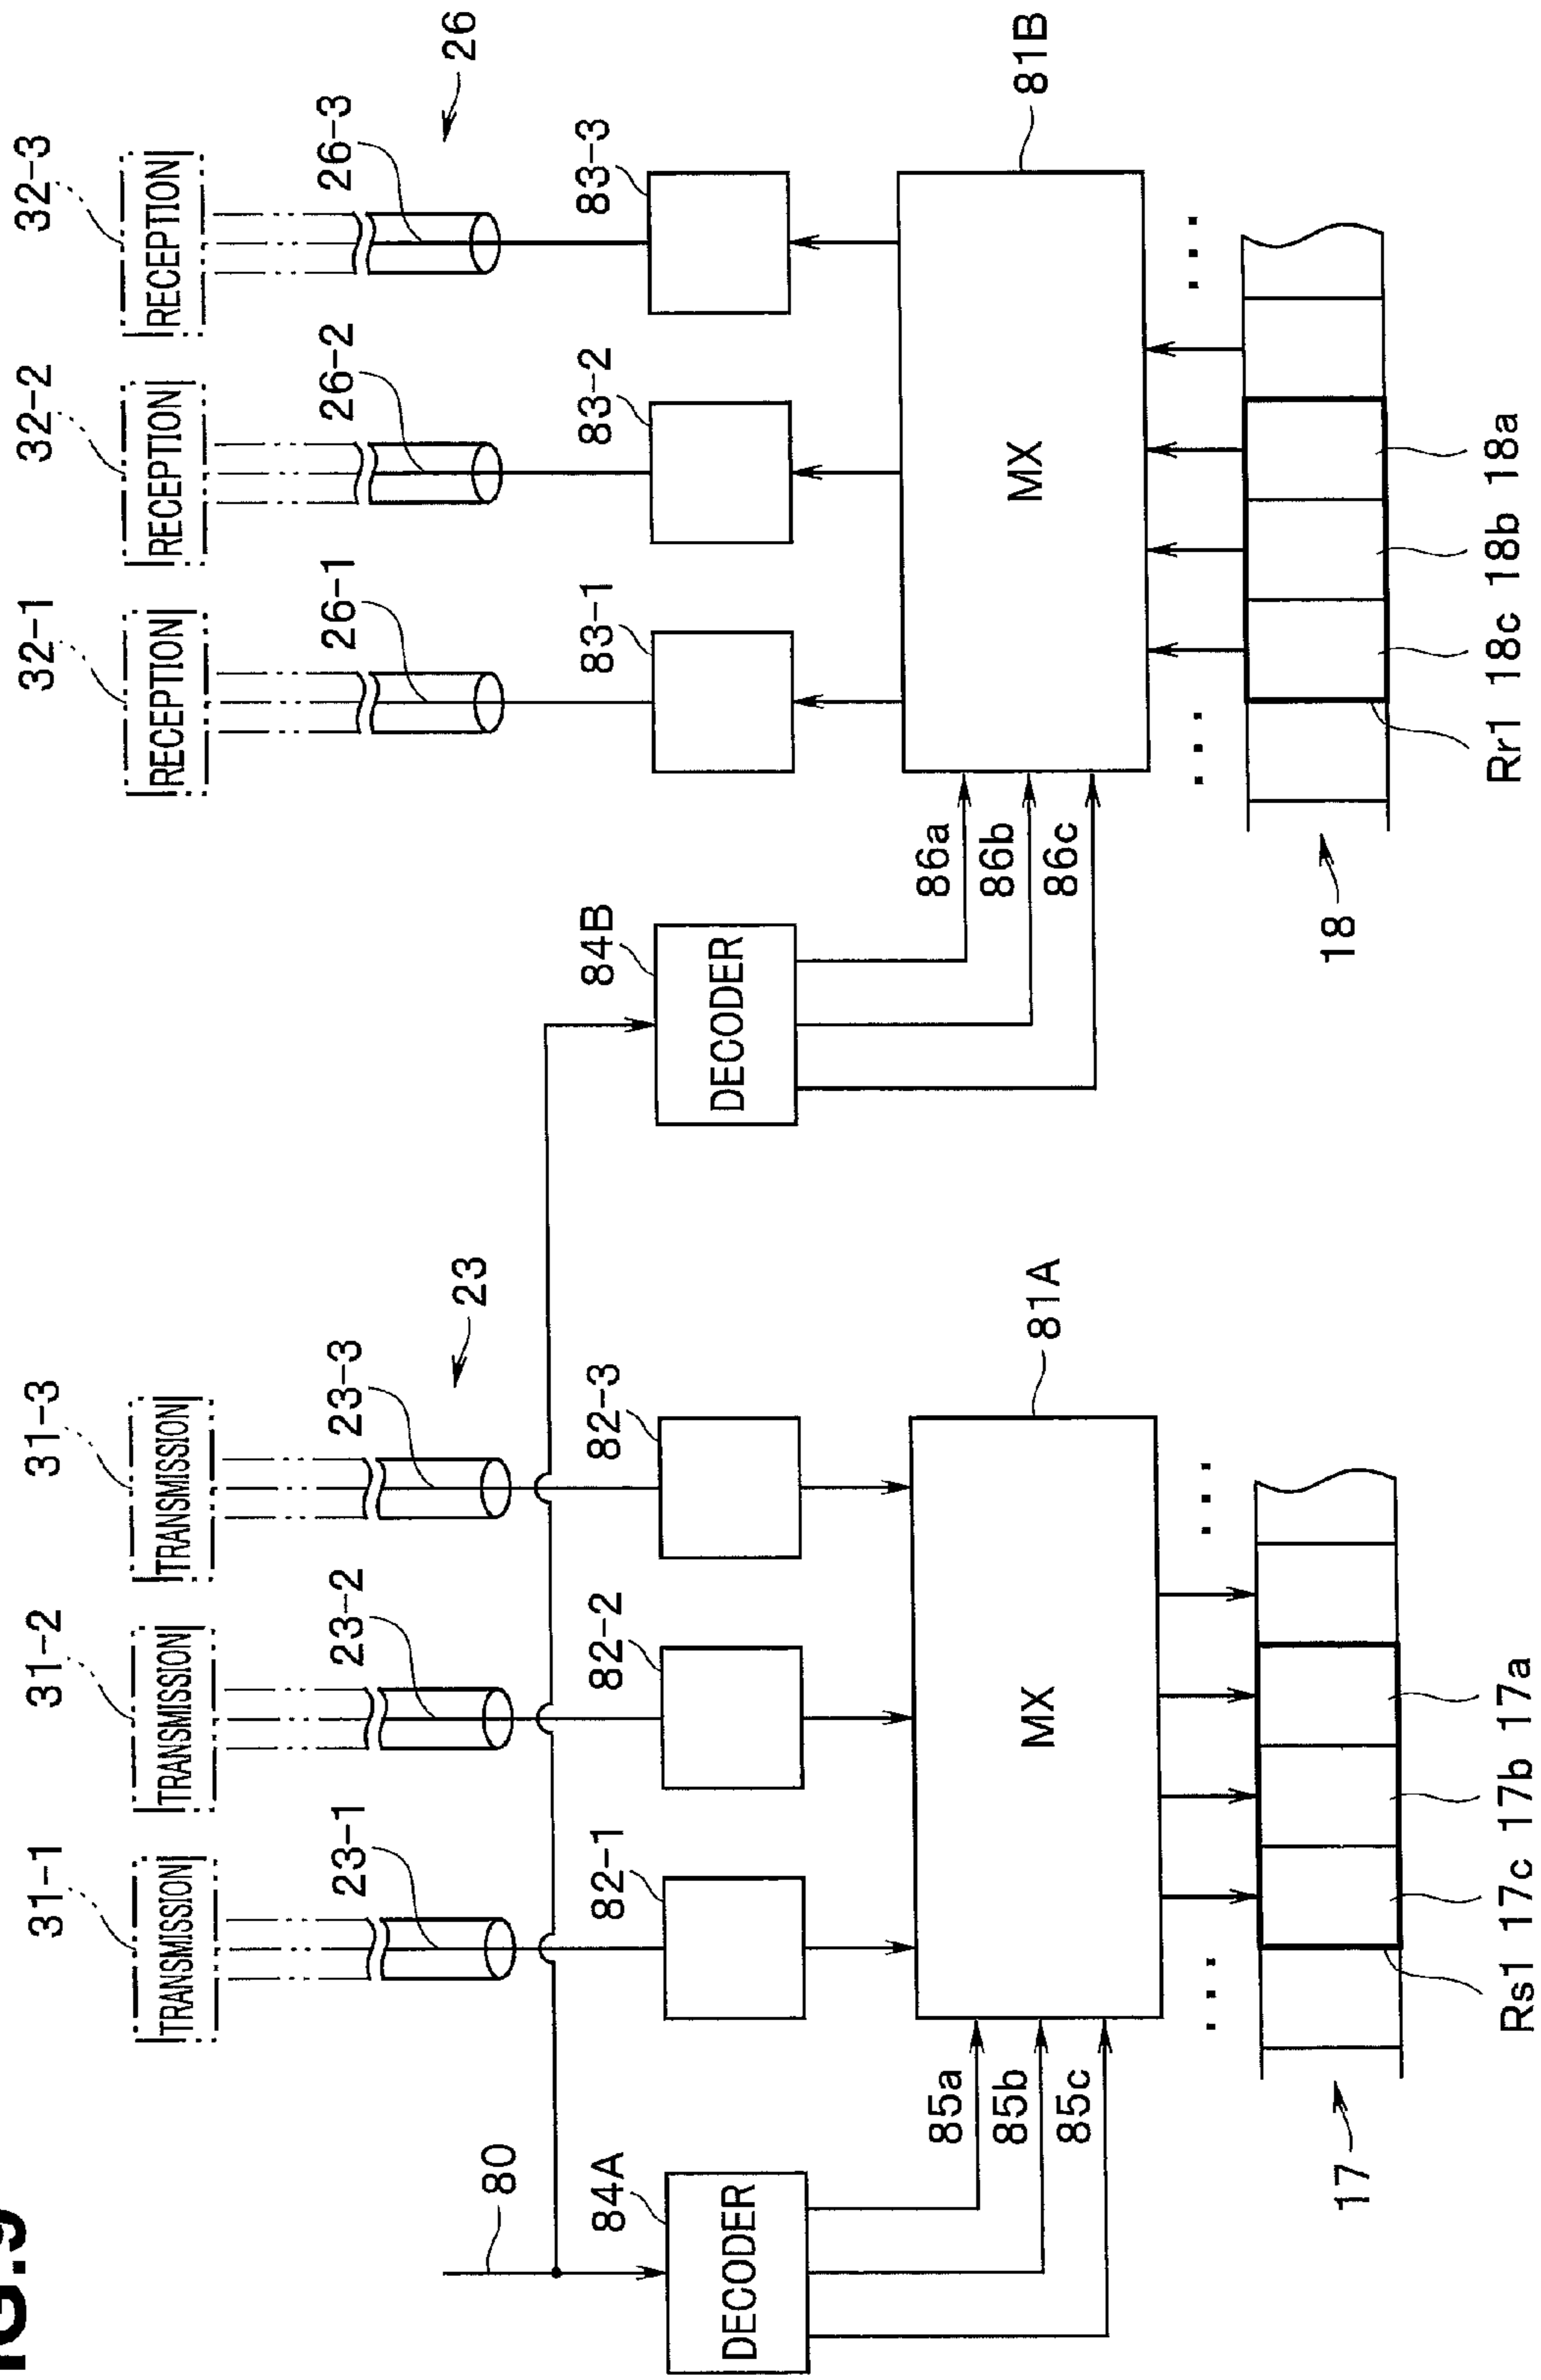 IG.9
31-1
31-2
31-3
32-1
32-2
32-3
TRANSMISSION
TRANSMISSION
TRANSMISSION
RECEPTION
RECEPTION
RECEPTION
23-1
23-2
23-3
23
26-1
26-2
26-3
26
80
84A
82-1
82-2
82-3
84B
83-1
83-2
83-3
DECODER
DECODER
85a
85b
85c
86a
86b
86c
MX
81A
MX
81B
...
...
...
...
17
18
Rs1 17c 17b 17a
Rr1 18c 18b 18a